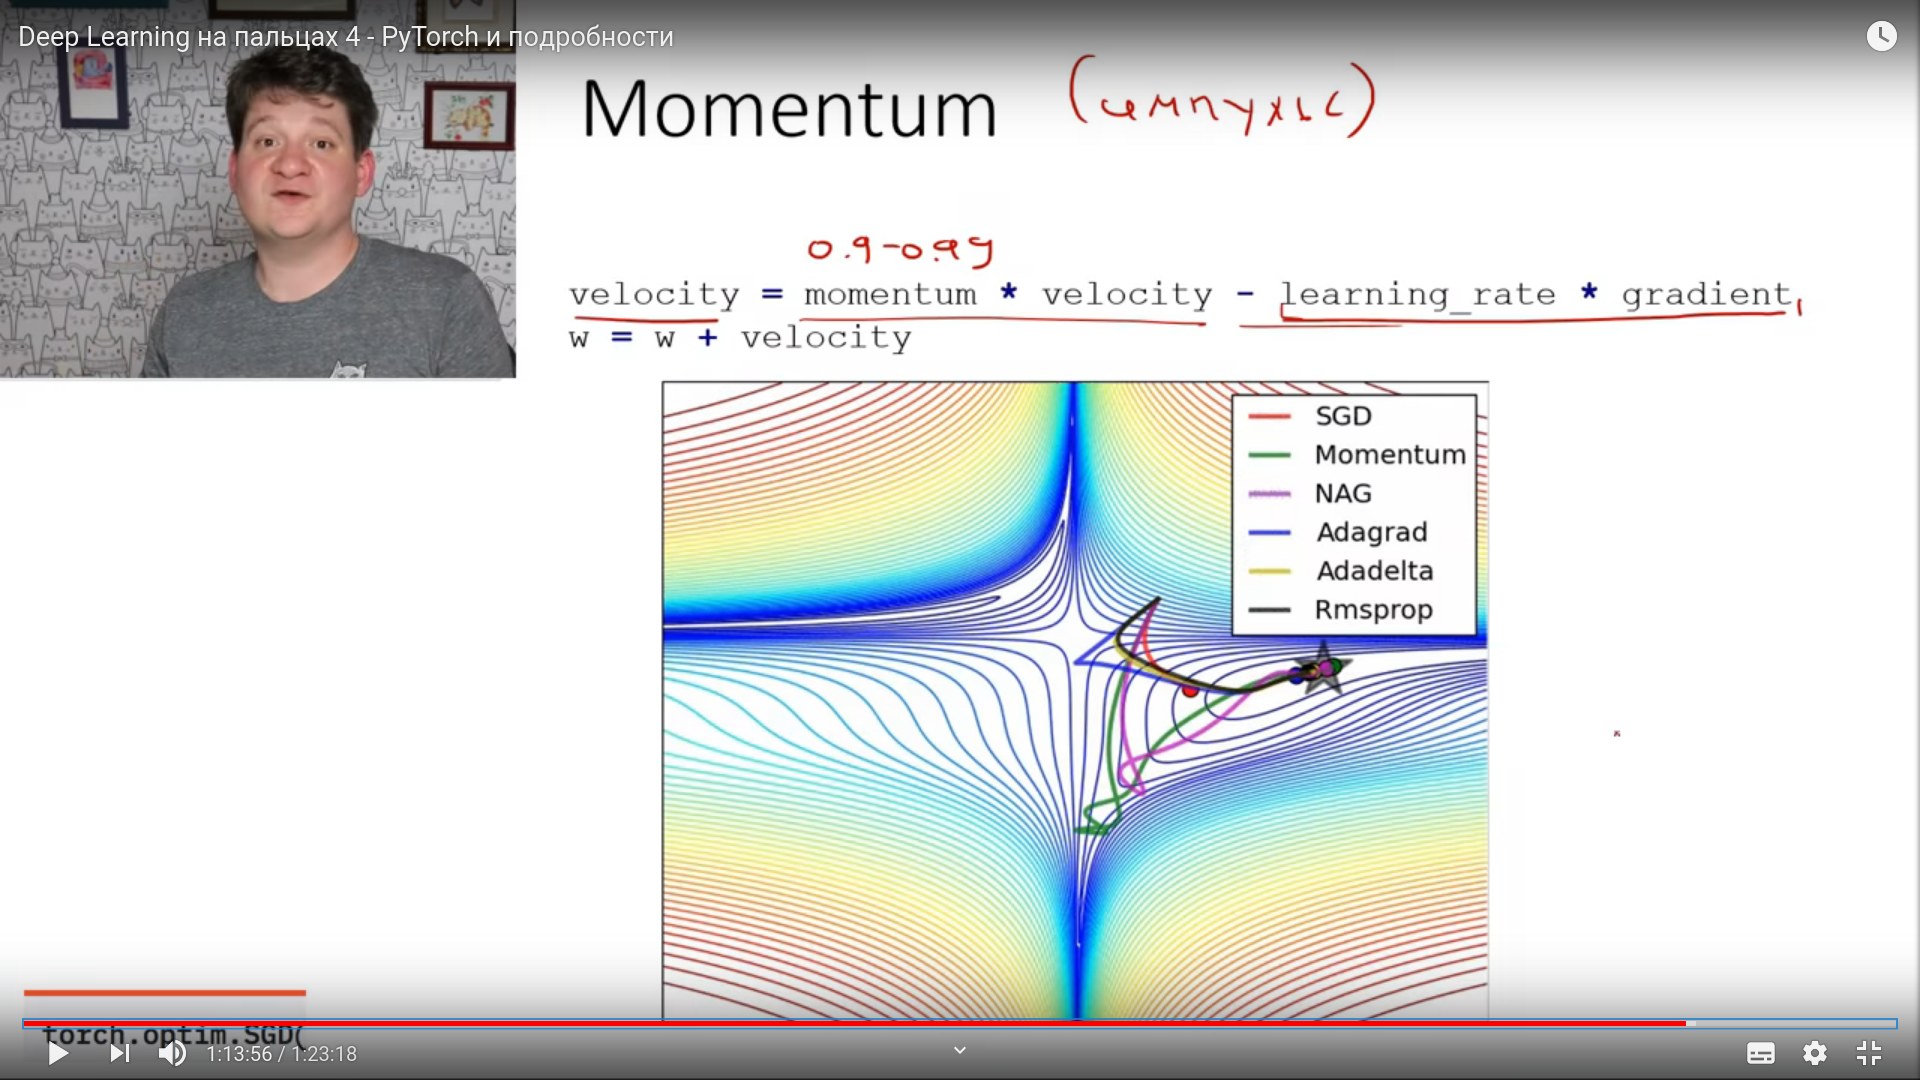 Deep Learning на пальцах 4 - PyTorch и подробности
Momentum (импульс)
0.9-0.99
velocity = momentum * velocity - learning_rate * gradient
w = w + velocity
SGD
Momentum
NAG
Adagrad
Adadelta
Rmsprop
torch.optim.SGD(
1:13:56 / 1:23:18